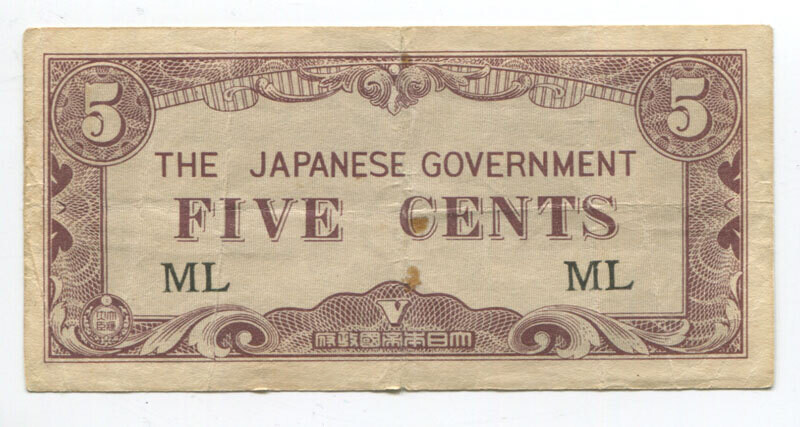 5 5
THE JAPANESE GOVERNMENT
FIVE CENTS
ML ML
V
府政國帝本日大